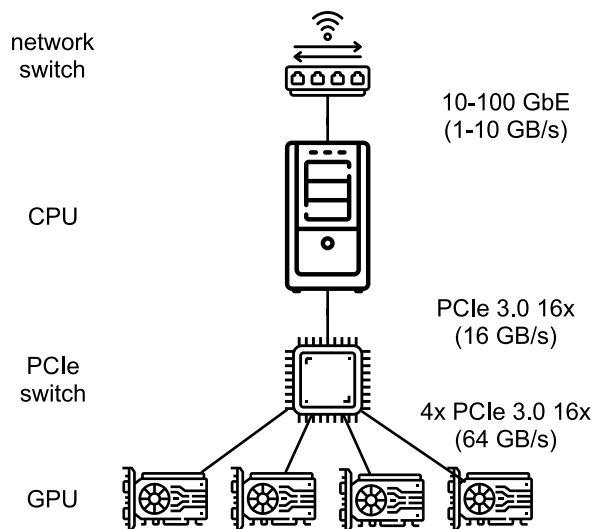 network
switch
10-100 GbE
(1-10 GB/s)
CPU
PCIe 3.0 16x
(16 GB/s)
PCIe
switch
4x PCIe 3.0 16x
(64 GB/s)
GPU